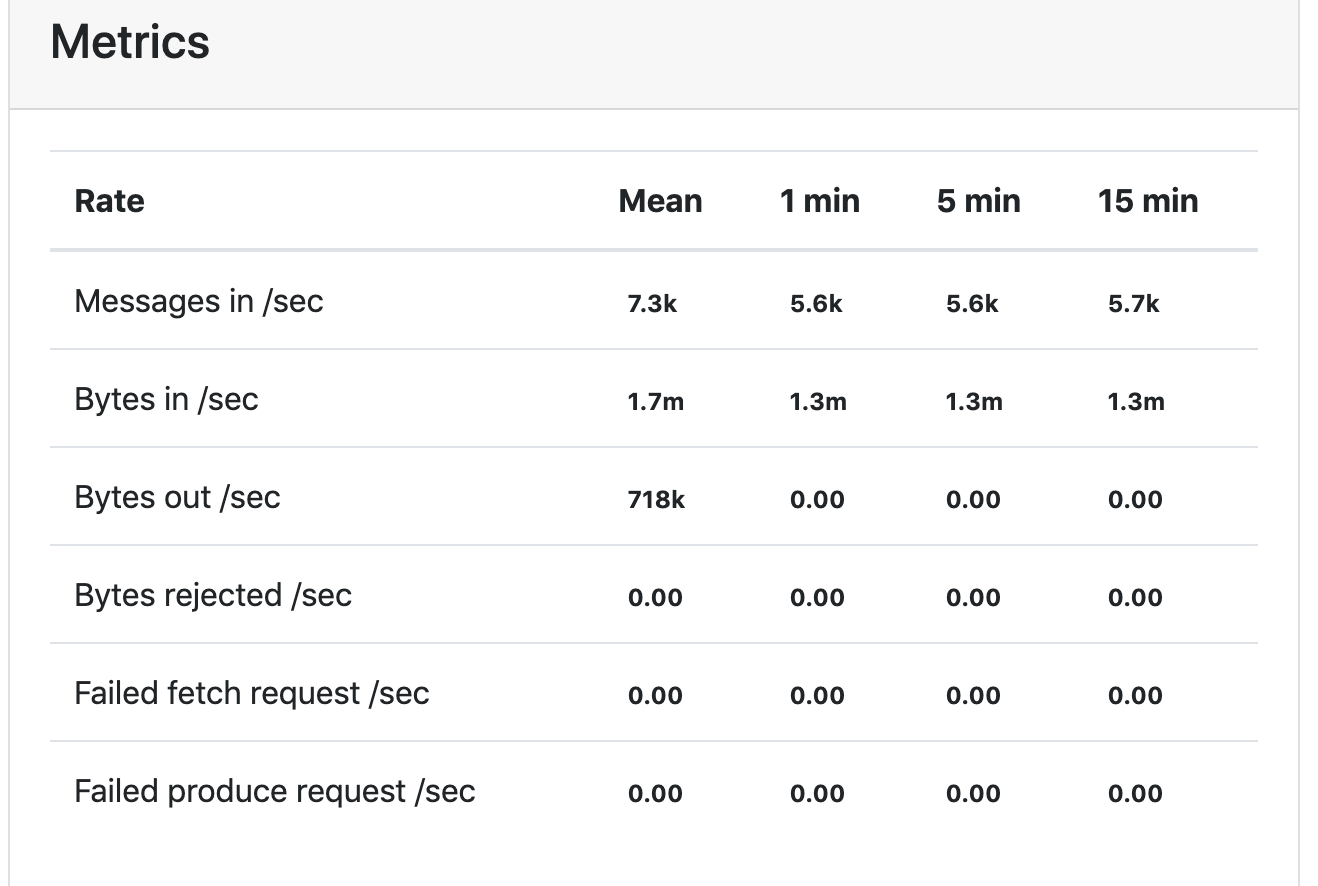 Metrics
Rate Mean 1 min 5 min 15 min
Messages in /sec 7.3k 5.6k 5.6k 5.7k
Bytes in /sec 1.7m 1.3m 1.3m 1.3m
Bytes out /sec 718k 0.00 0.00 0.00
Bytes rejected /sec 0.00 0.00 0.00 0.00
Failed fetch request /sec 0.00 0.00 0.00 0.00
Failed produce request /sec 0.00 0.00 0.00 0.00